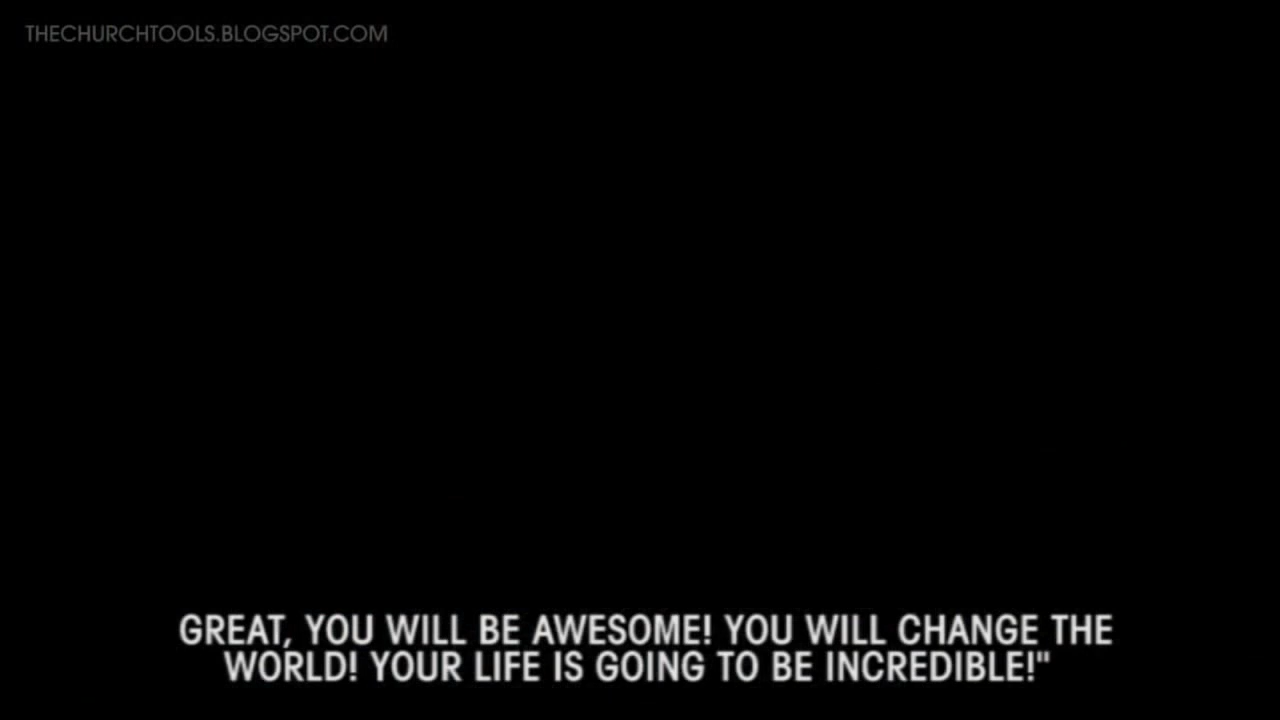 THECHURCHTOOLS.BLOGSPOT.COM
GREAT, YOU WILL BE AWESOME! YOU WILL CHANGE THE
WORLD! YOUR LIFE IS GOING TO BE INCREDIBLE!"